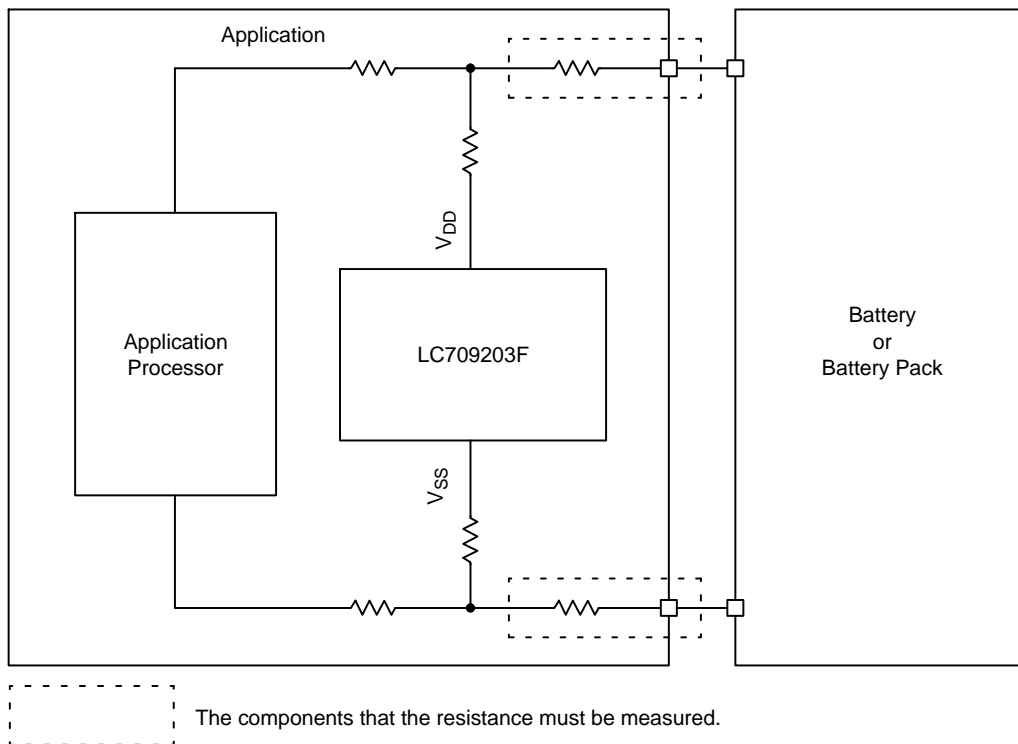 Application
VDD
Application
Processor
LC709203F
VSS
Battery
or
Battery Pack
The components that the resistance must be measured.